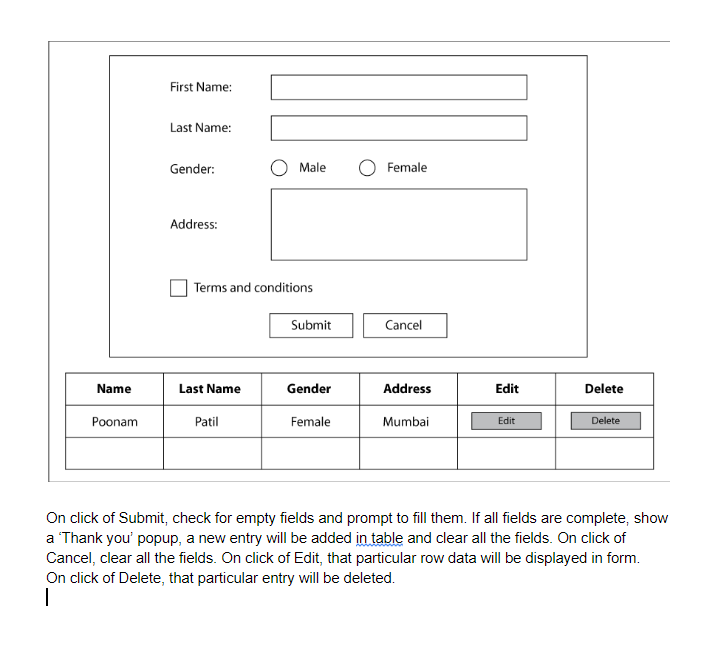 First Name:
Last Name:
Gender: Male Female
Address:
Terms and conditions
Submit Cancel
Name Last Name Gender Address Edit Delete
Poonam Patil Female Mumbai Edit Delete
On click of Submit, check for empty fields and prompt to fill them. If all fields are complete, show
a 'Thank you' popup, a new entry will be added in table and clear all the fields. On click of
Cancel, clear all the fields. On click of Edit, that particular row data will be displayed in form.
On click of Delete, that particular entry will be deleted.